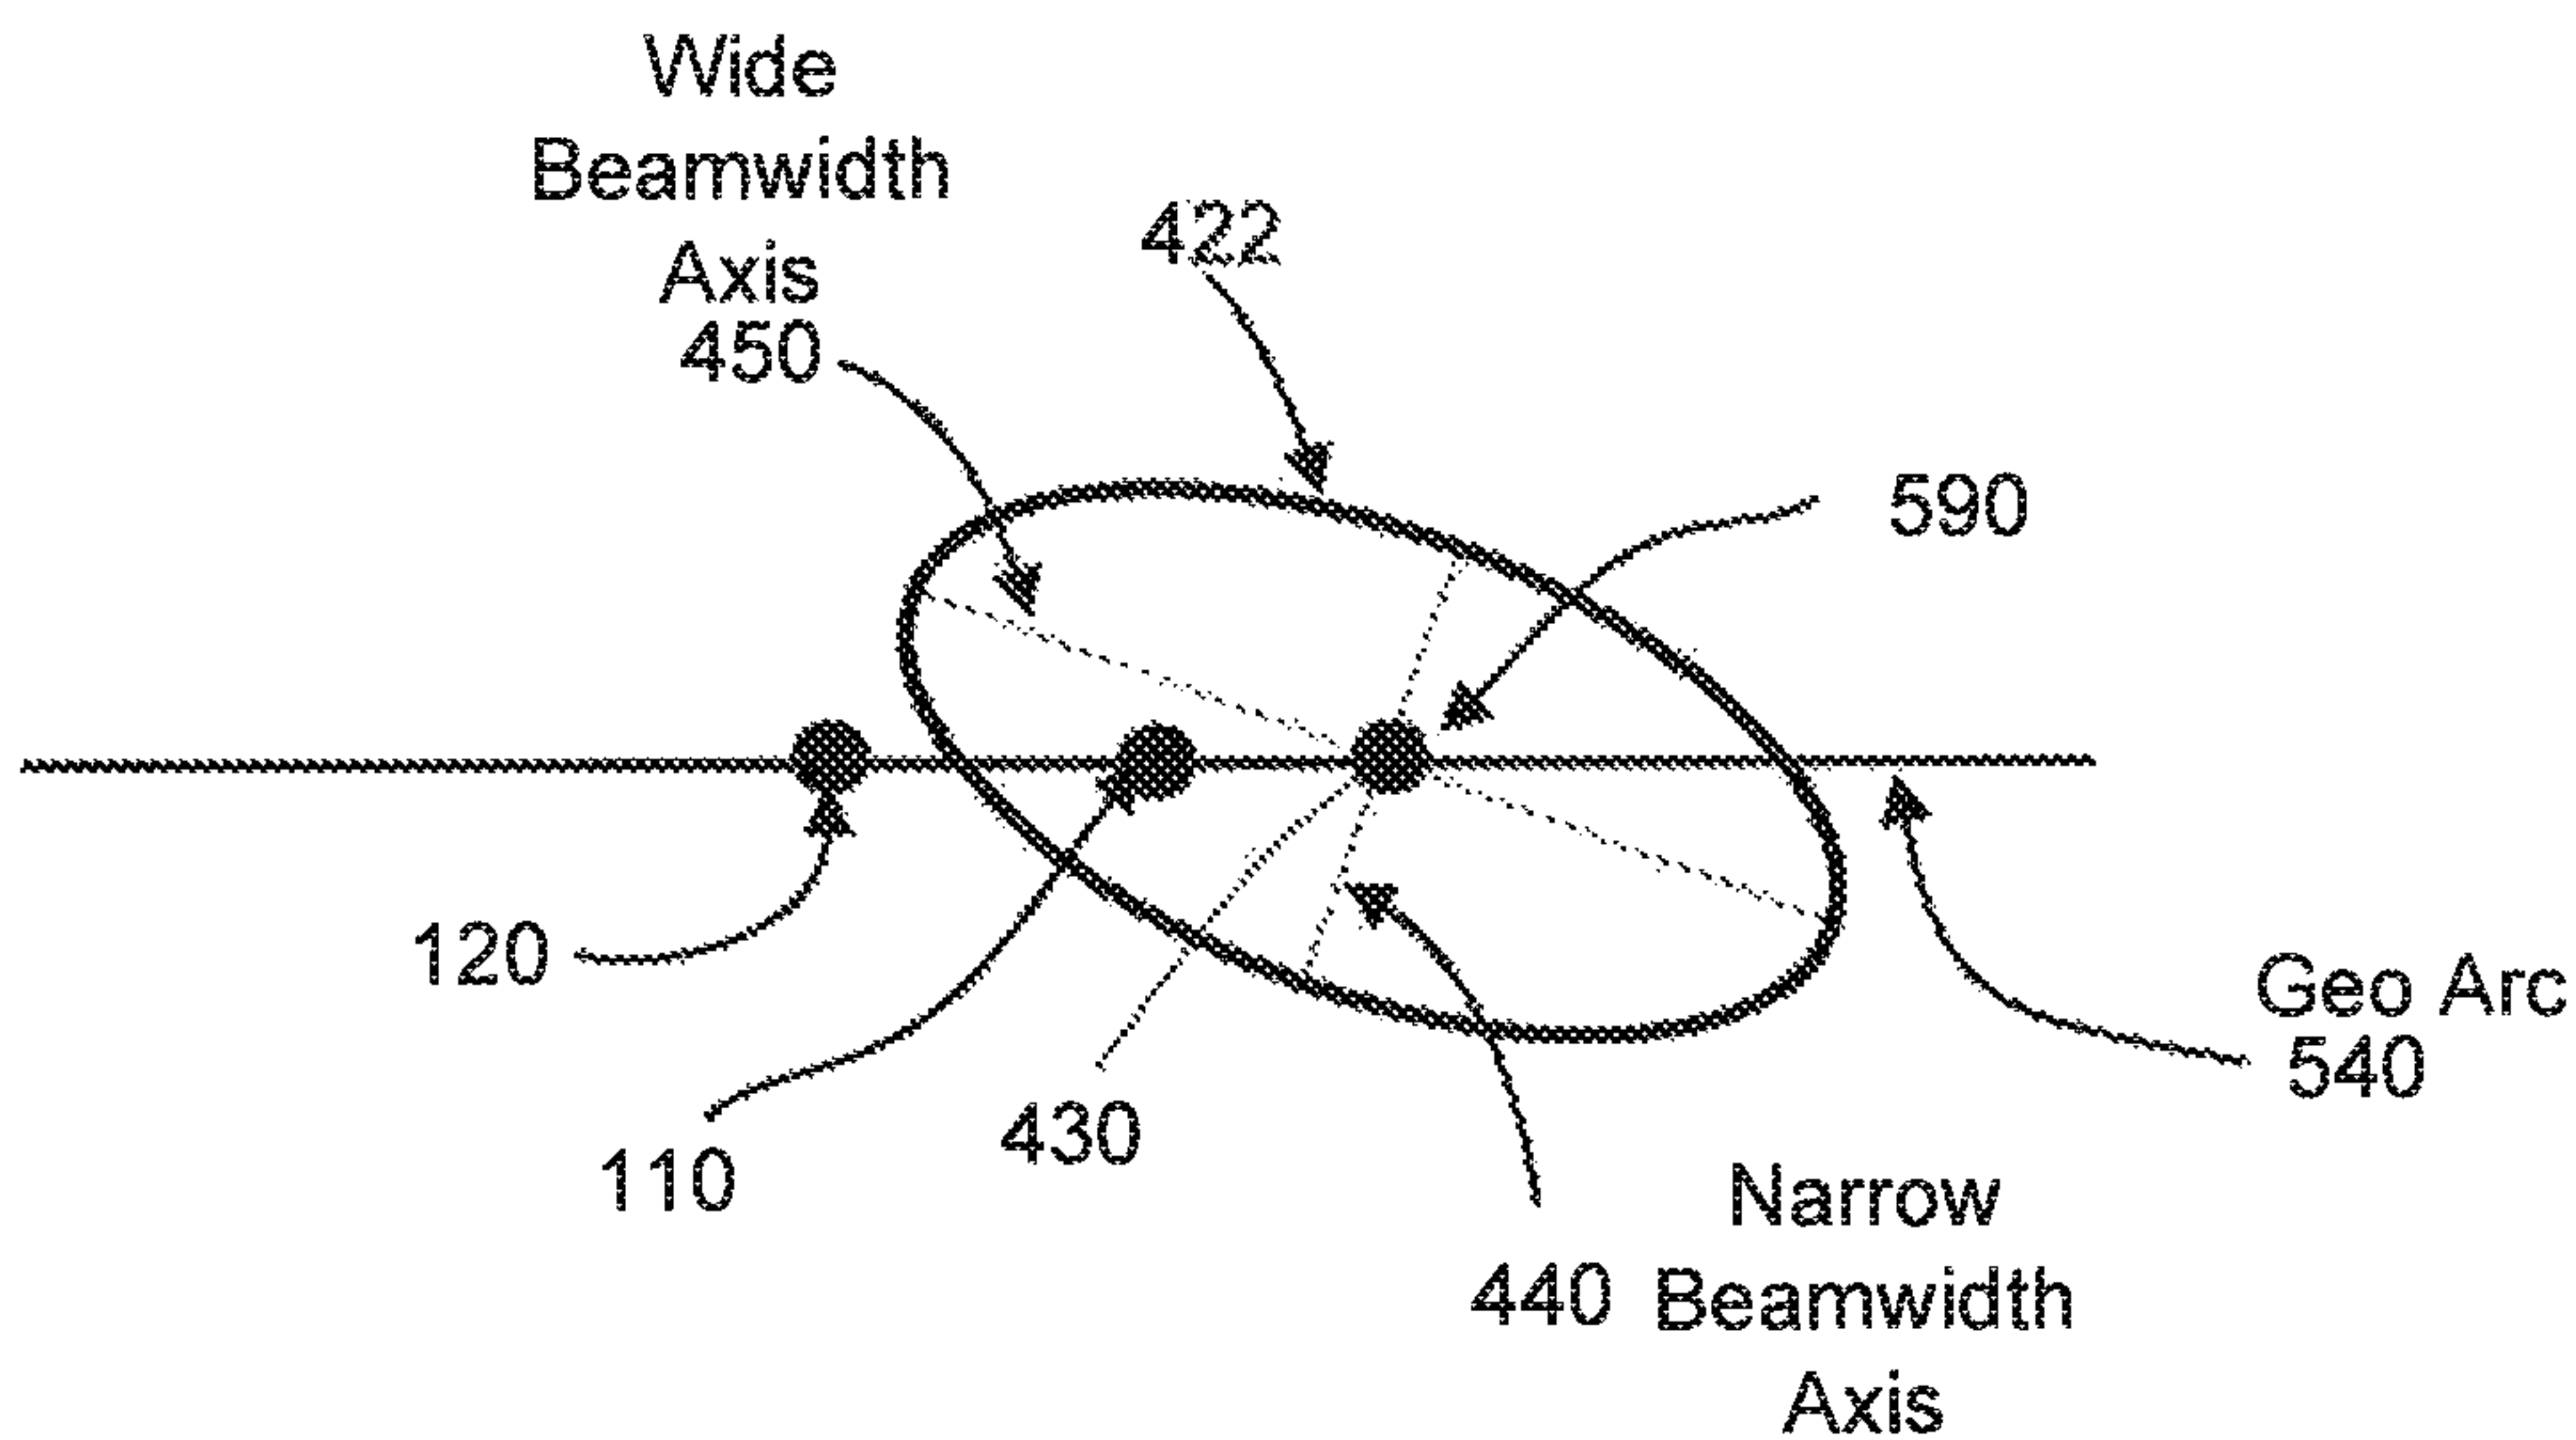 Wide
Beamwidth
Axis
450
422
590
120
110
430
Geo Arc
540
Narrow
440 Beamwidth
Axis